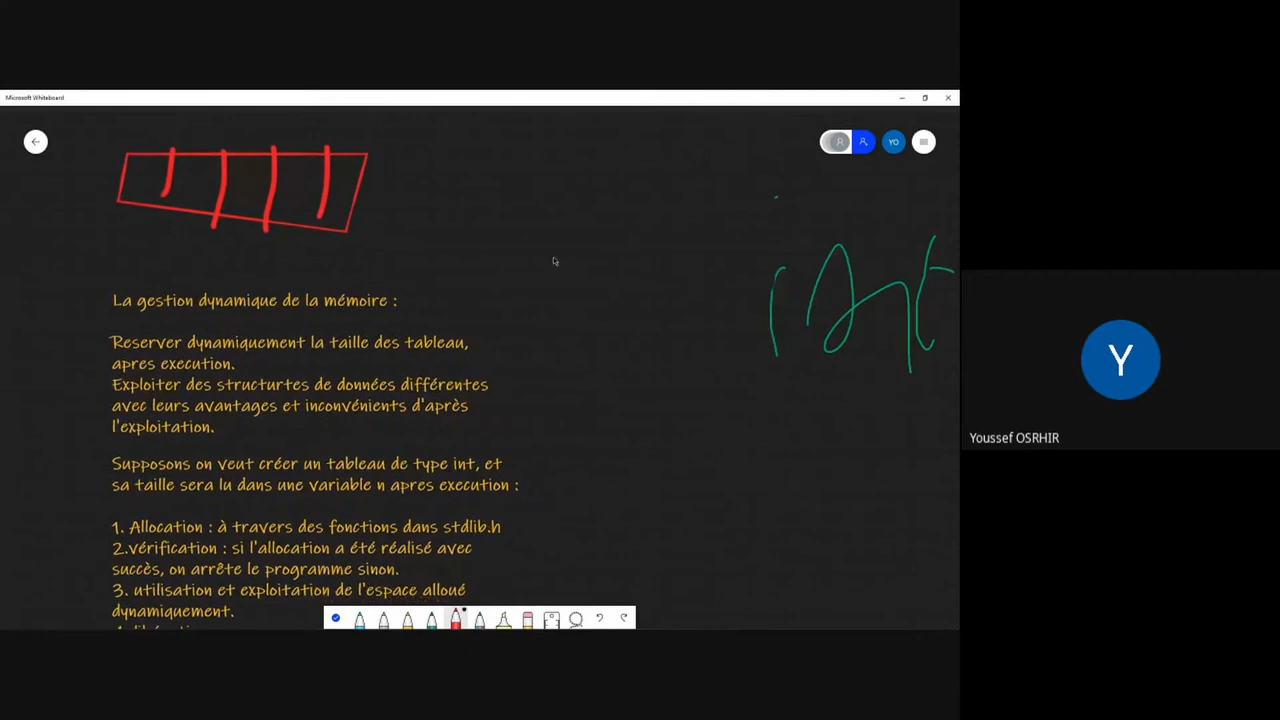 Microsoft Whiteboard
YO
int
La gestion dynamique de la mémoire :
Reserver dynamiquement la taille des tableau,
apres execution.
Exploiter des structurtes de données différentes
avec leurs avantages et inconvénients d'après
l'exploitation.
Supposons on veut créer un tableau de type int, et
sa taille sera lu dans une variable n apres execution :
1. Allocation : à travers des fonctions dans stdlib.h
2.vérification : si l'allocation a été réalisé avec
succès, on arrête le programme sinon.
3. utilisation et exploitation de l'espace alloué
dynamiquement.
Y
Youssef OSRHIR